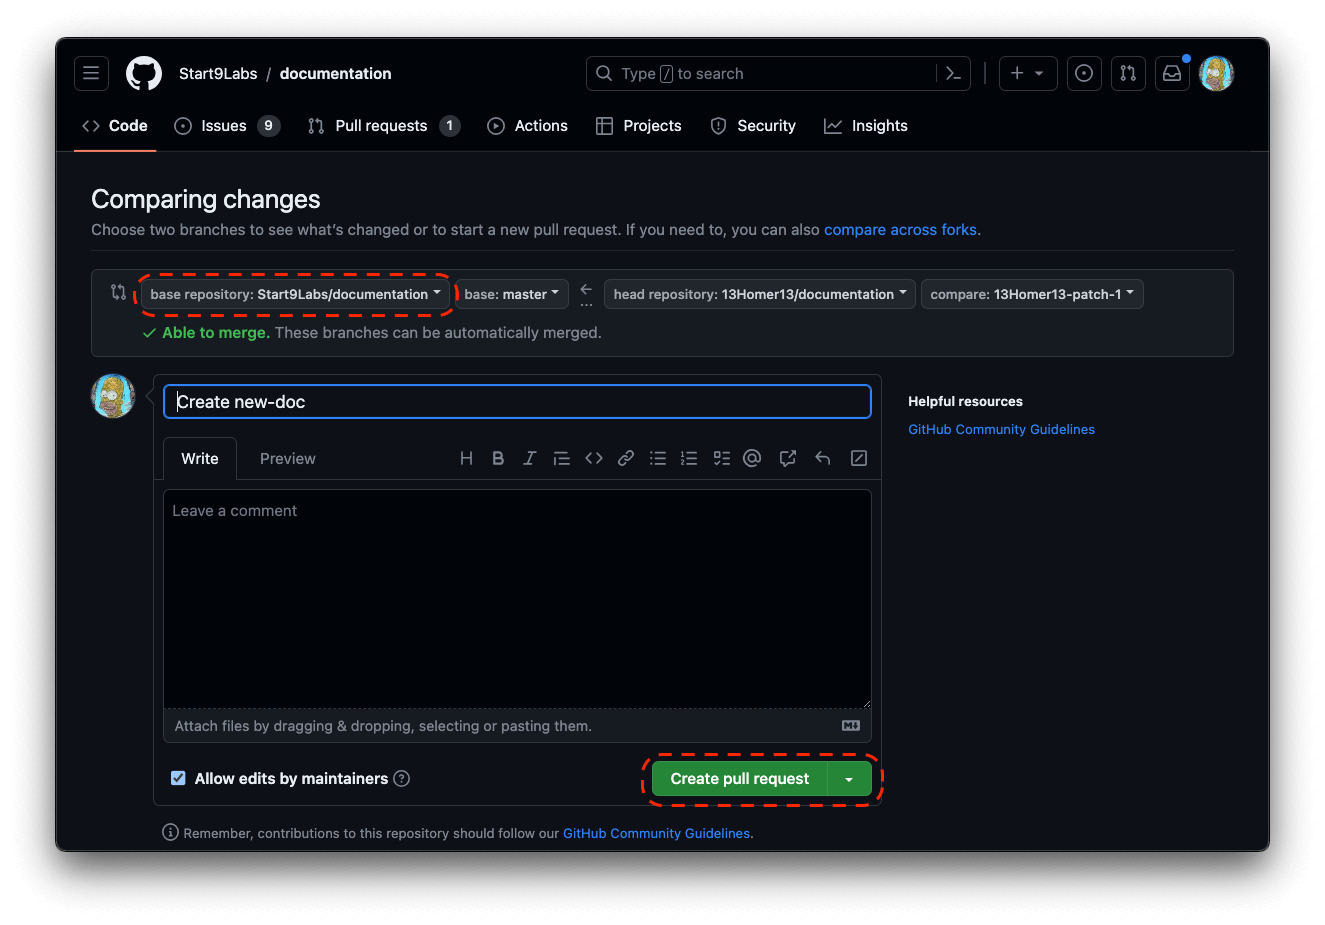 Start9Labs / documentation
Type / to search
Code
Issues 9
Pull requests 1
Actions
Projects
Security
Insights
Comparing changes
Choose two branches to see what's changed or to start a new pull request. If you need to, you can also compare across forks.
base repository: Start9Labs/documentation
base: master
head repository: 13Homer13/documentation
compare: 13Homer13-patch-1
Able to merge. These branches can be automatically merged.
Create new-doc
Helpful resources
GitHub Community Guidelines
Write
Preview
Leave a comment
Attach files by dragging & dropping, selecting or pasting them.
Allow edits by maintainers
Create pull request
Remember, contributions to this repository should follow our GitHub Community Guidelines.